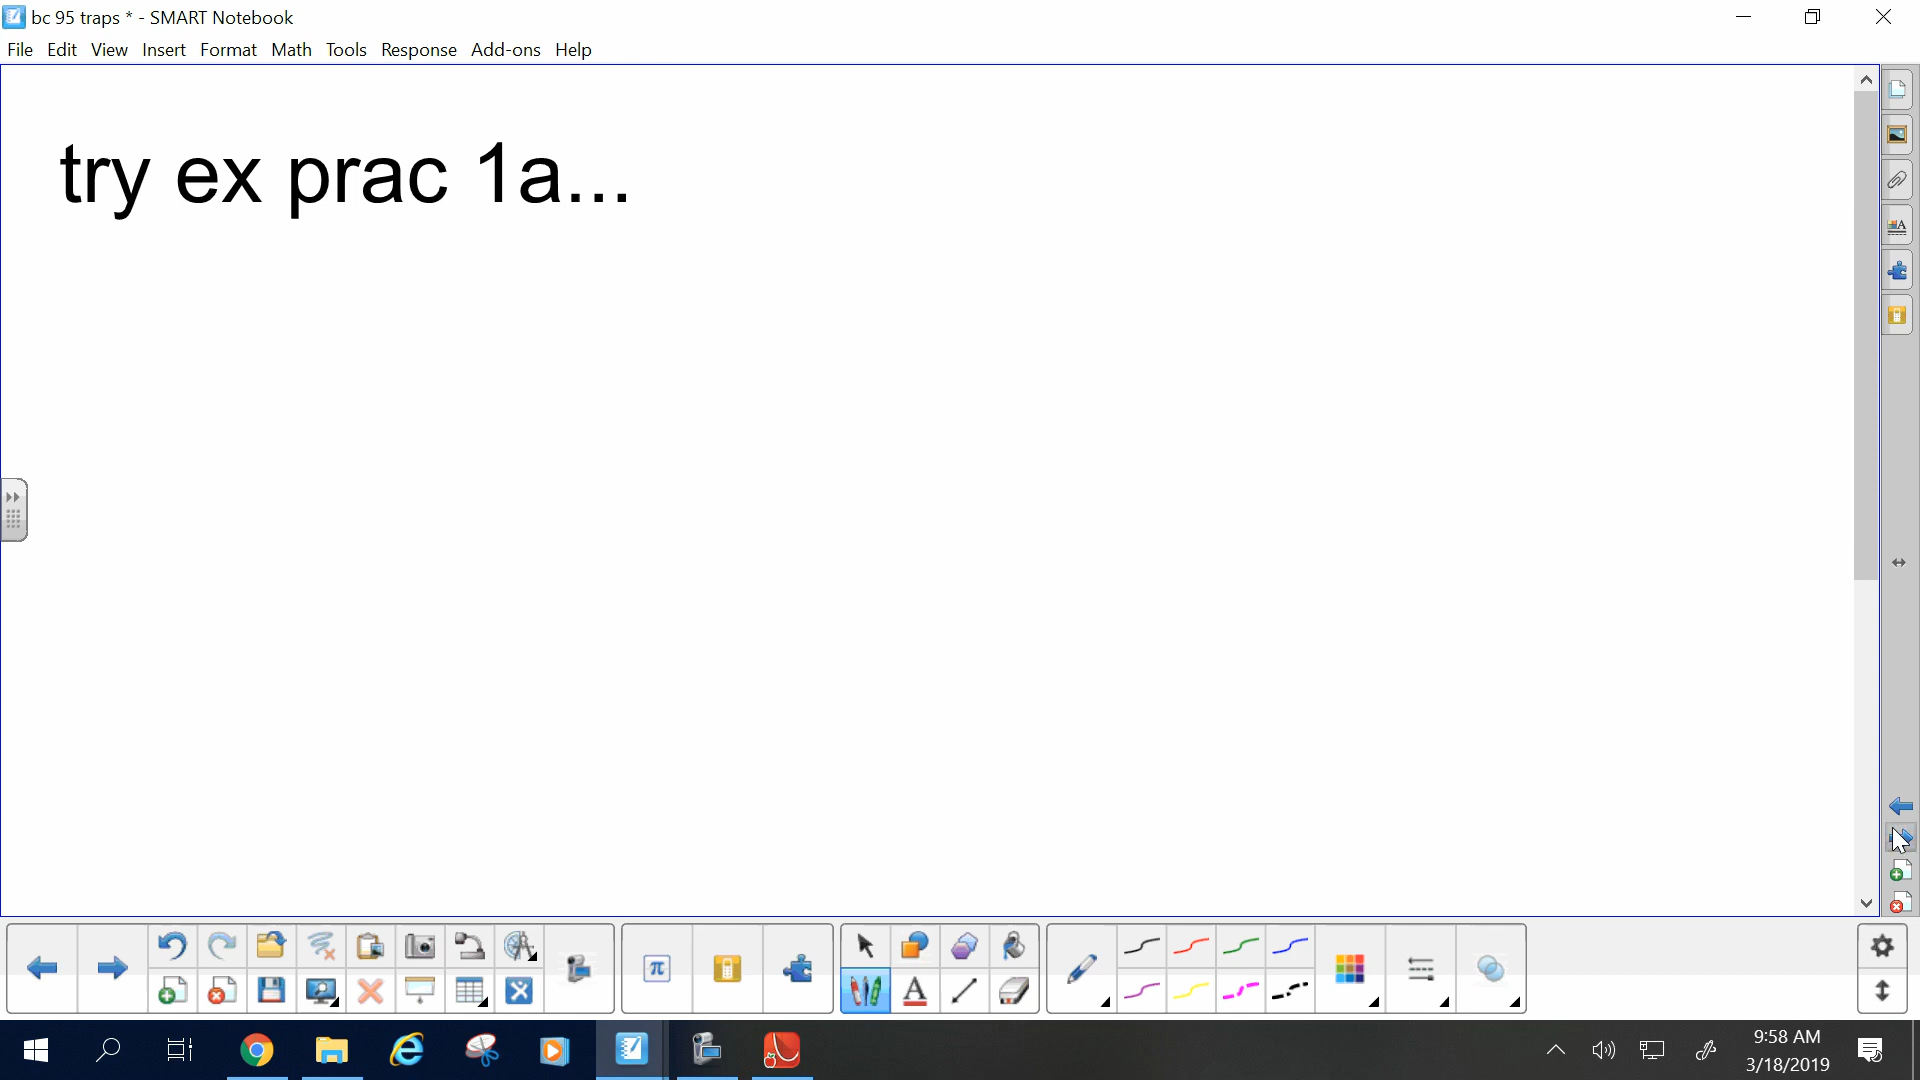 bc 95 traps * - SMART Notebook
File Edit View Insert Format Math Tools Response Add-ons Help
try ex prac 1a...
9:58 AM
3/18/2019